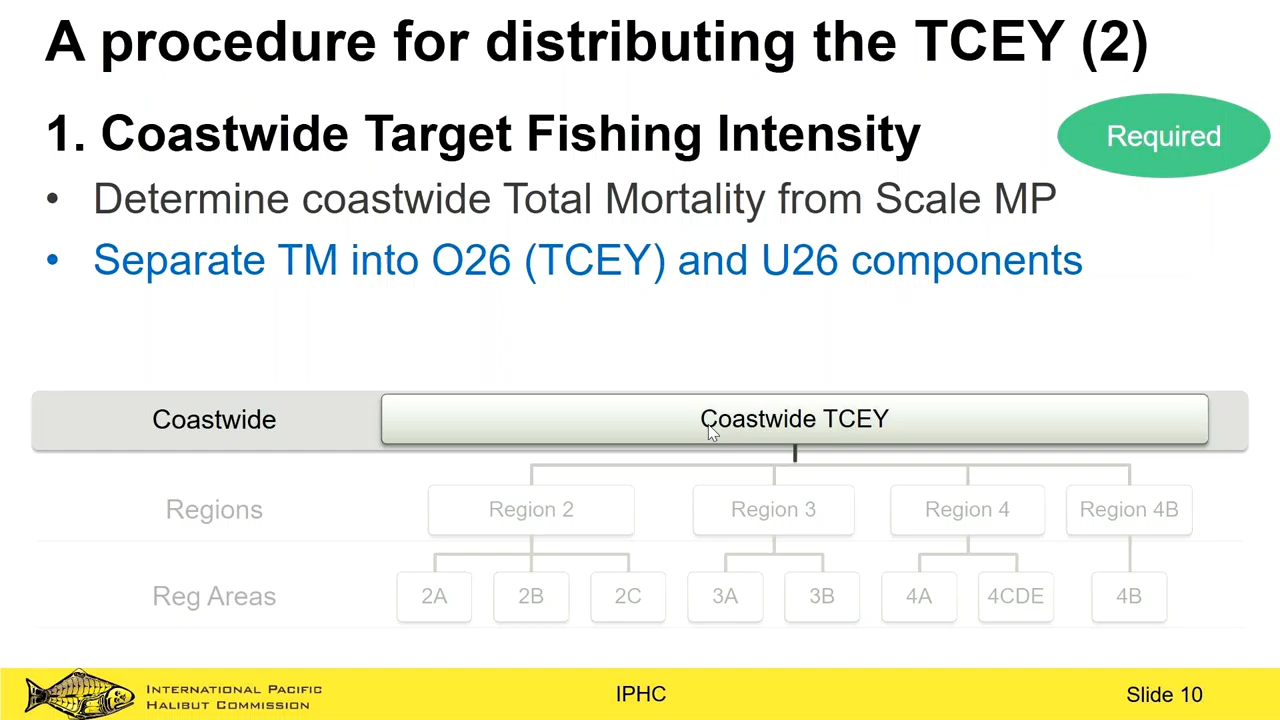 A procedure for distributing the TCEY (2)
1. Coastwide Target Fishing Intensity
Required
• Determine coastwide Total Mortality from Scale MP
• Separate TM into O26 (TCEY) and U26 components
Coastwide
Coastwide TCEY
Regions
Region 2
Region 3
Region 4
Region 4B
Reg Areas
2A
2B
2C
3A
3B
4A
4CDE
4B
INTERNATIONAL PACIFIC
HALIBUT COMMISSION
IPHC
Slide 10